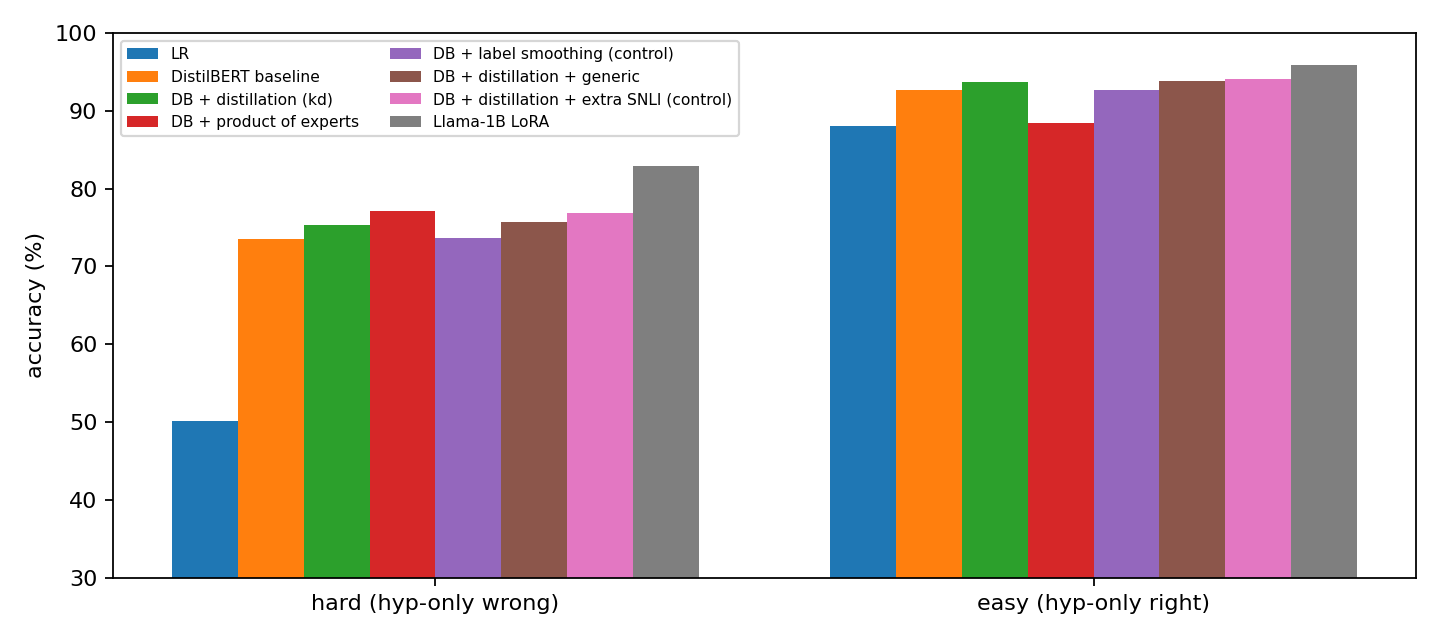 100
90
80
70
60
50
40
30
accuracy (%)
LR
DistilBERT baseline
DB + distillation (kd)
DB + product of experts
DB + label smoothing (control)
DB + distillation + generic
DB + distillation + extra SNLI (control)
Llama-1B LoRA
hard (hyp-only wrong)
easy (hyp-only right)